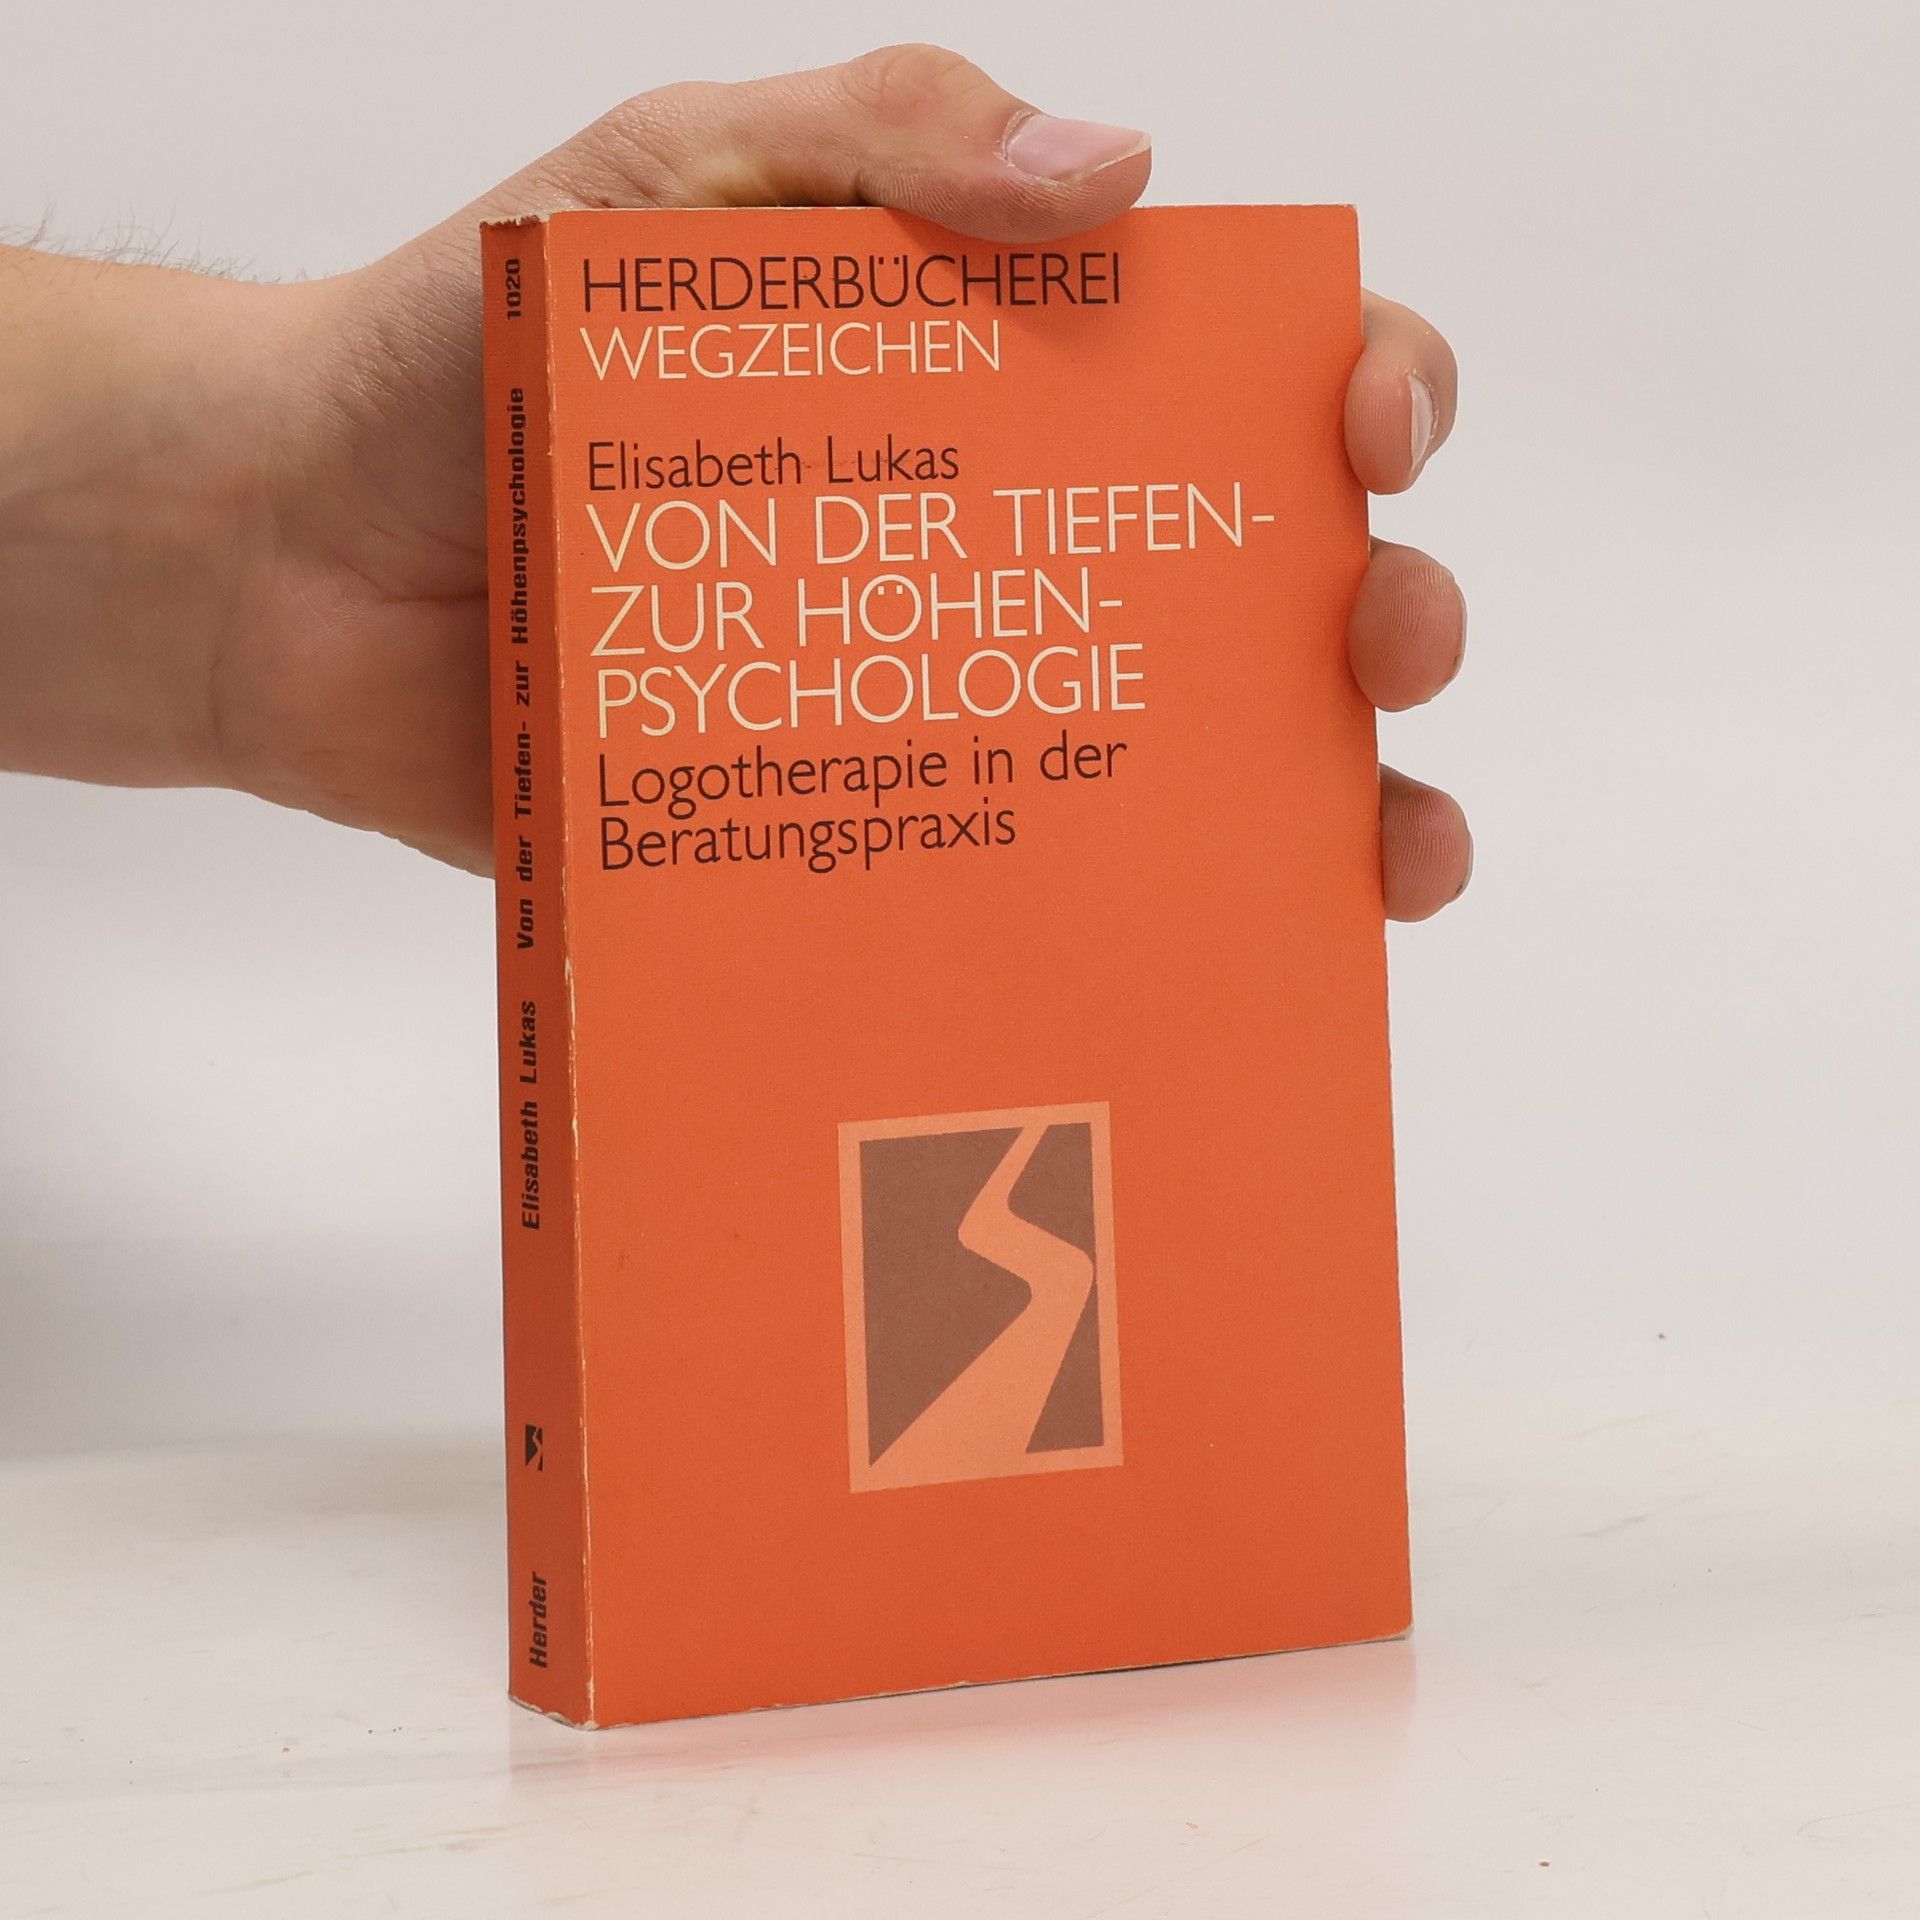 HERDERBÜCHEREI
WEGZEICHEN
Elisabeth Lukas
VON DER TIEFEN-
ZUR HÖHEN-
PSYCHOLOGIE
Logotherapie in der
Beratungspraxis
Herder Elisabeth Lukas Von der Tiefen- zur Höhenpsychologie 1020